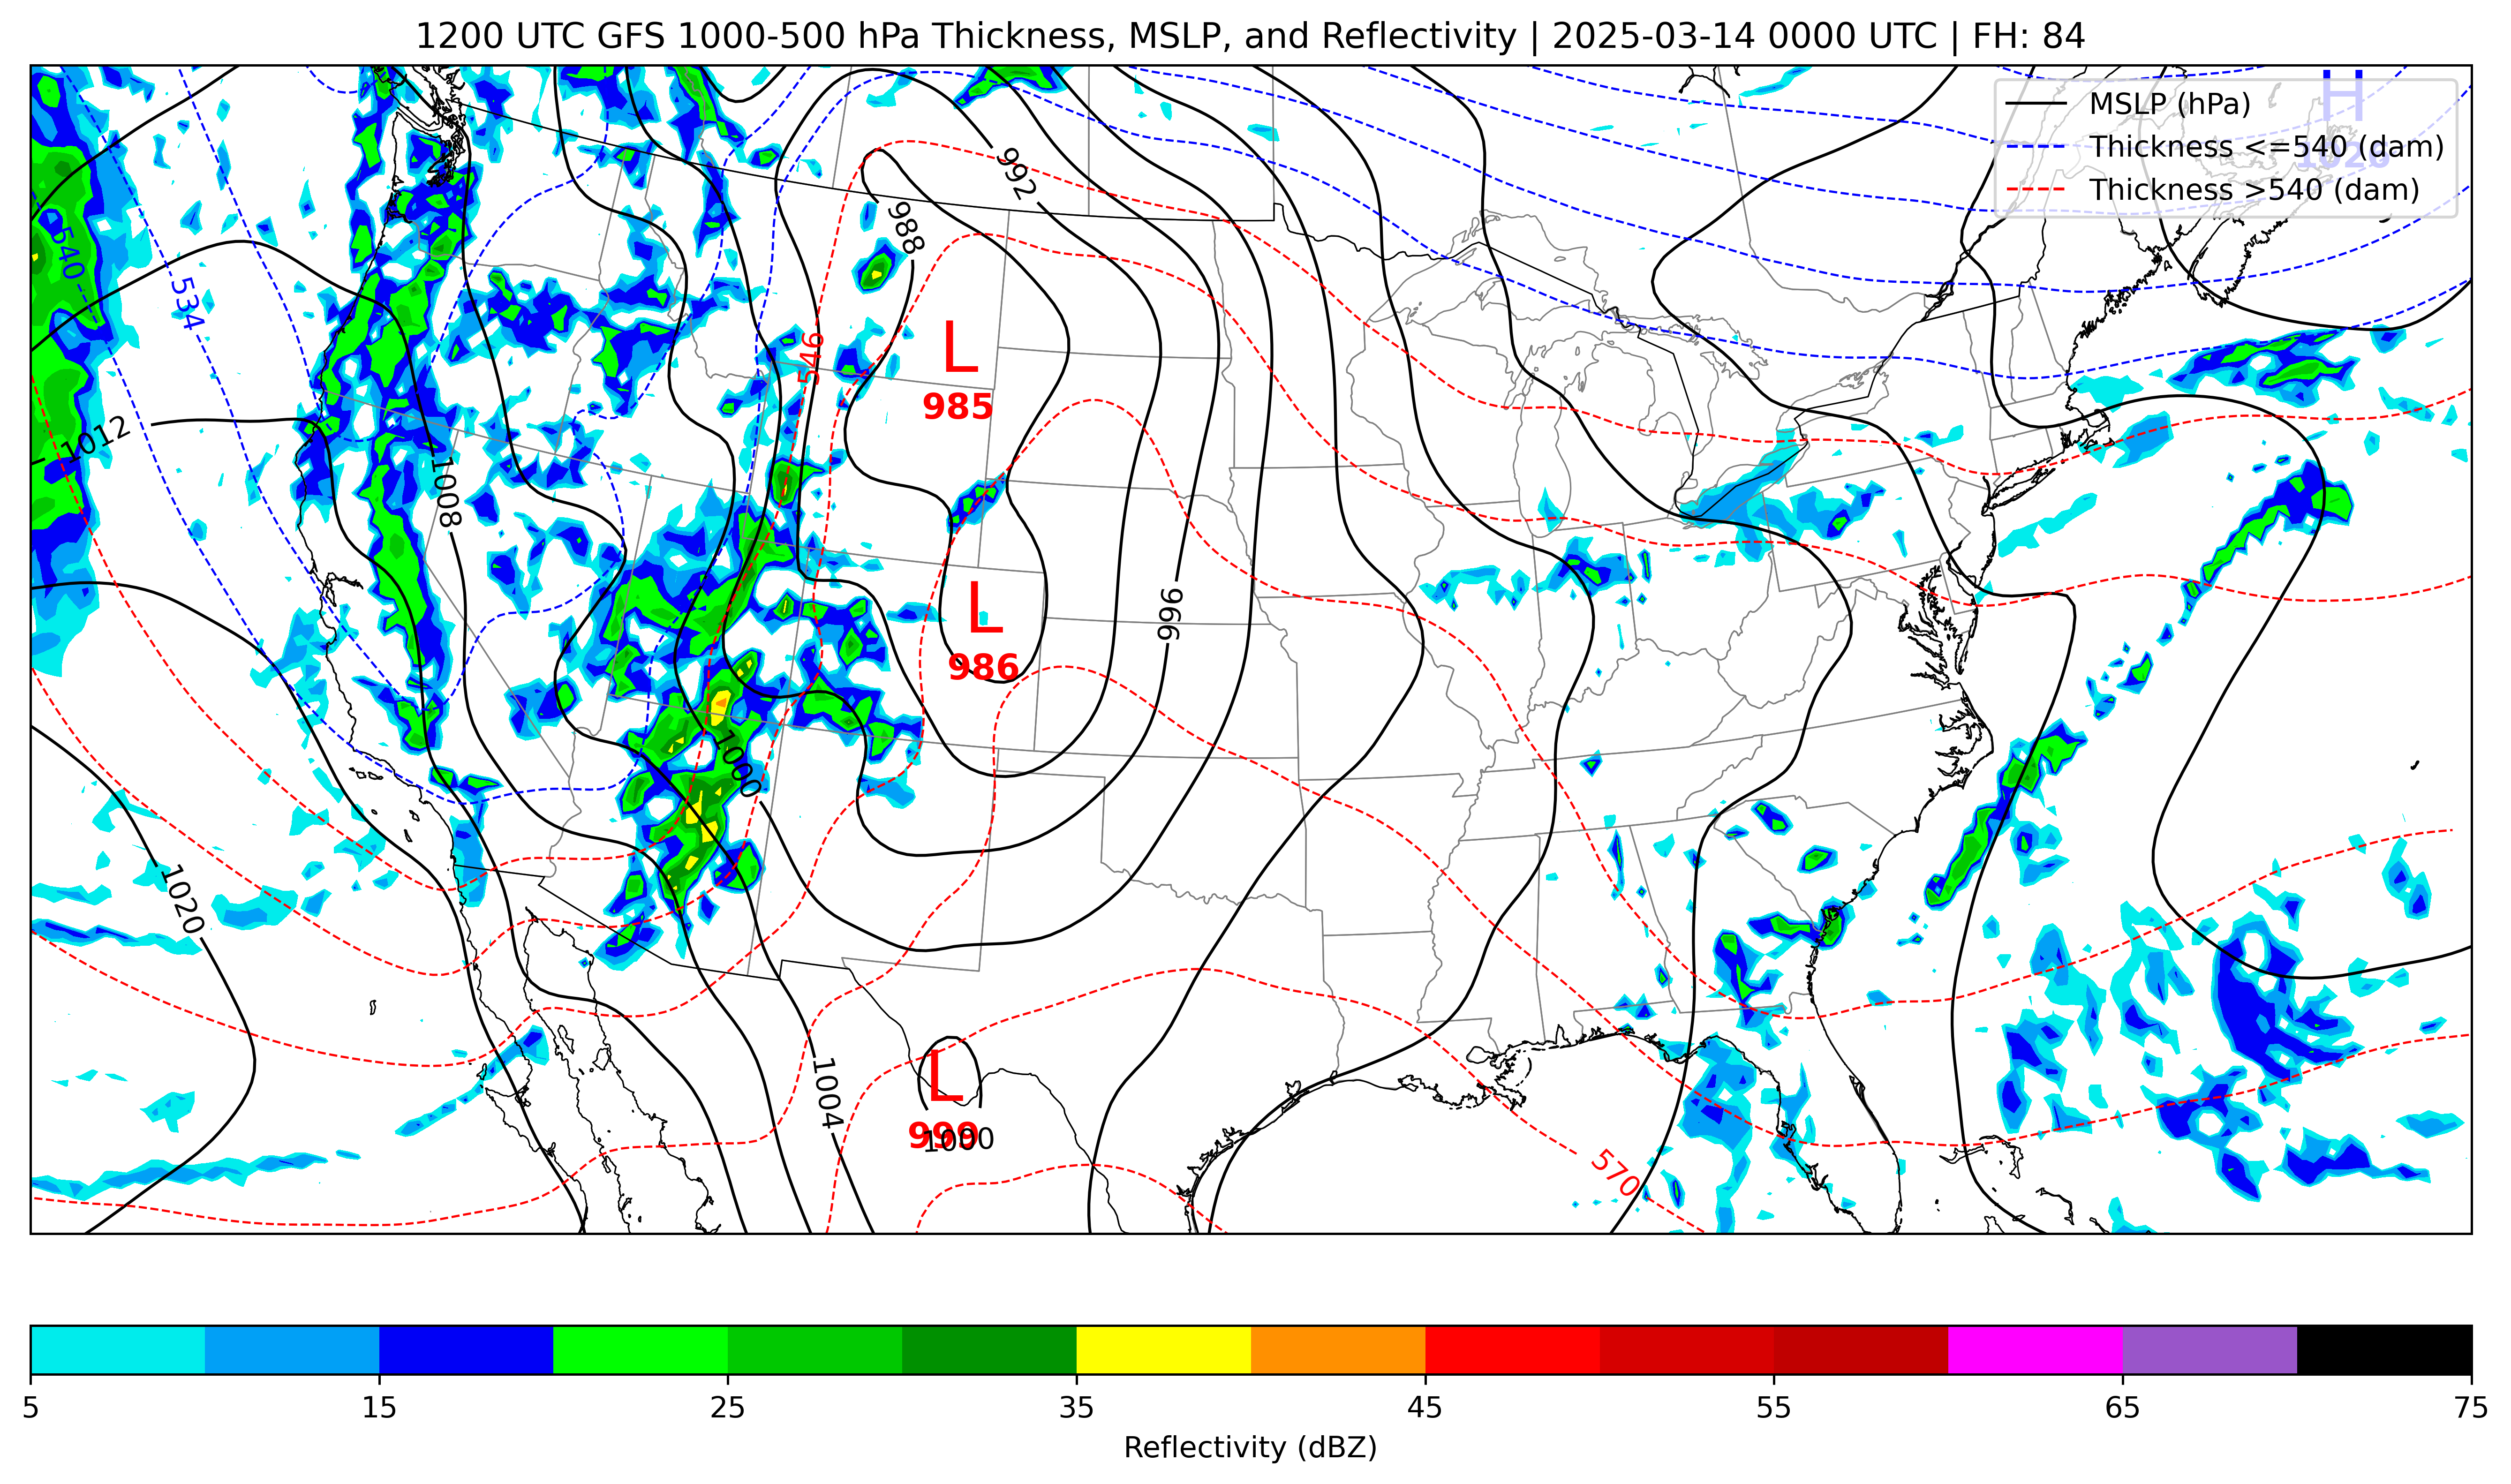 1200 UTC GFS 1000-500 hPa Thickness, MSLP, and Reflectivity | 2025-03-14 0000 UTC | FH: 84
H
MSLP (hPa)
Thickness <=540 (dam)
Thickness >540 (dam)
992
988
540
534
546
L
985
1012
1008
996
L
986
1000
1020
1004
L
999
1000
570
5
15
25
35
45
55
65
75
Reflectivity (dBZ)